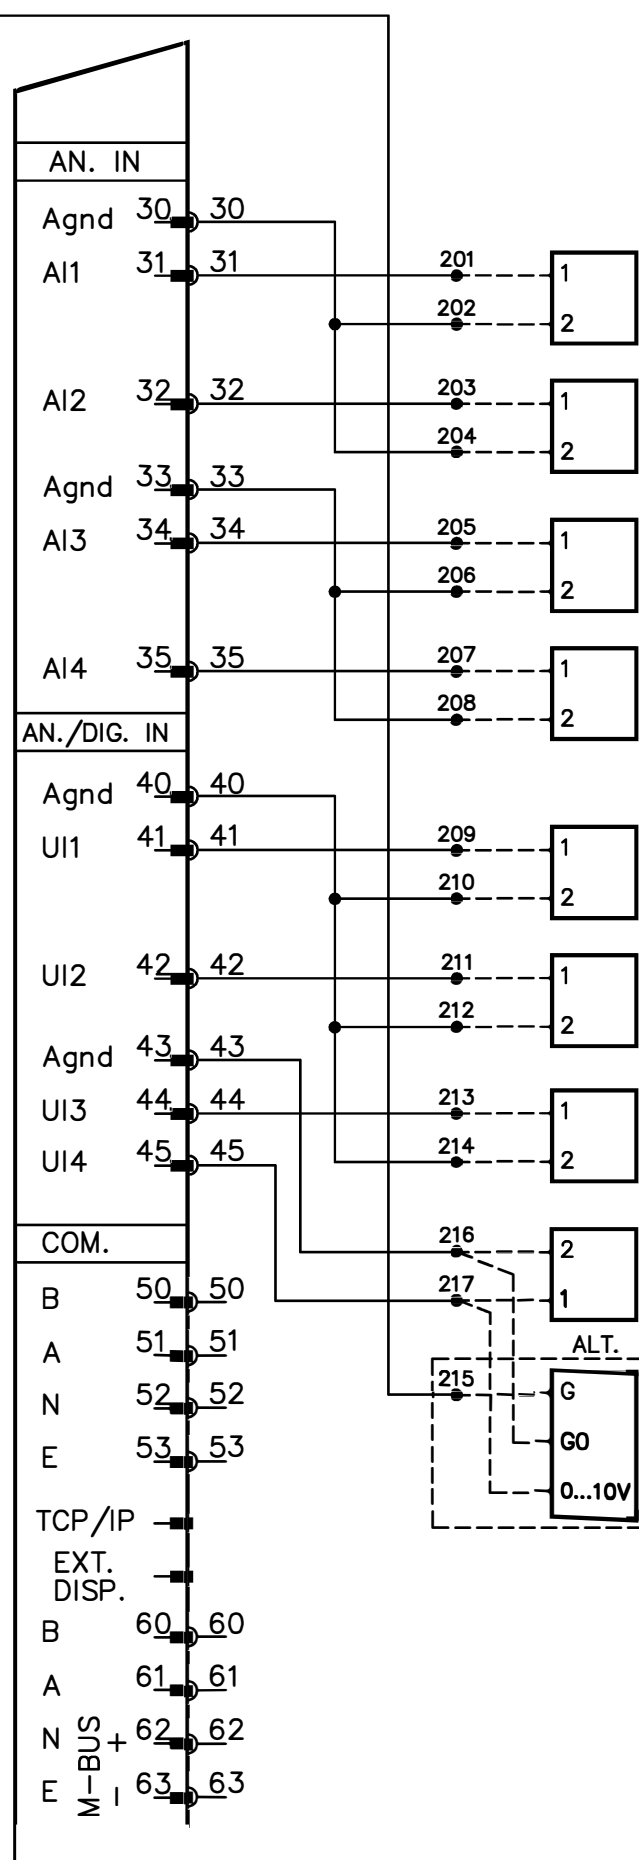 AN. IN
Agnd 30 30
AI1 31 31 201 1
202 2
AI2 32 32 203 1
204 2
Agnd 33 33
AI3 34 34 205 1
206 2
AI4 35 35 207 1
208 2
AN./DIG. IN
Agnd 40 40
UI1 41 41 209 1
210 2
UI2 42 42 211 1
212 2
Agnd 43 43
UI3 44 44 213 1
UI4 45 45 214 2
COM. 216 2
B 50 50 217 1
A 51 51 ALT.
N 52 52 215 G
E 53 53 G0
0...10V
TCP/IP
EXT.
DISP.
B 60 60
A 61 61
N + 62 62
E - 63 63
M-BUS